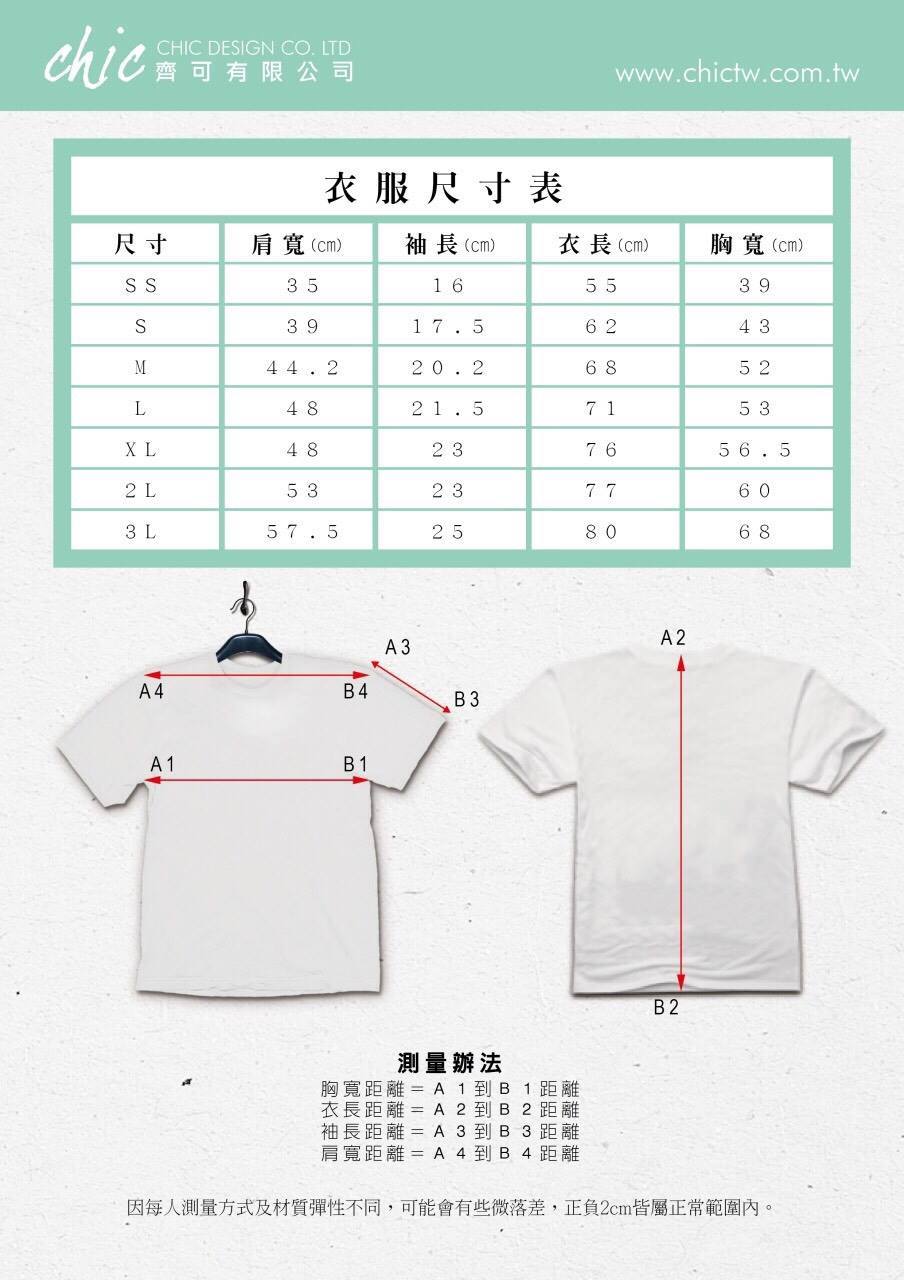 chic CHIC DESIGN CO. LTD
齊可有限公司
www.chictw.com.tw
衣服尺寸表
尺寸 肩寬(cm) 袖長(cm) 衣長(cm) 胸寬(cm)
SS 35 16 55 39
S 39 17.5 62 43
M 44.2 20.2 68 52
L 48 21.5 71 53
XL 48 23 76 56.5
2L 53 23 77 60
3L 57.5 25 80 68
A3
A4 B4 B3
A1 B1
A2
B2
測量辦法
胸寬距離＝A1到B1距離
衣長距離＝A2到B2距離
袖長距離＝A3到B3距離
肩寬距離＝A4到B4距離
因每人測量方式及材質彈性不同，可能會有些微落差，正負2cm皆屬正常範圍內。